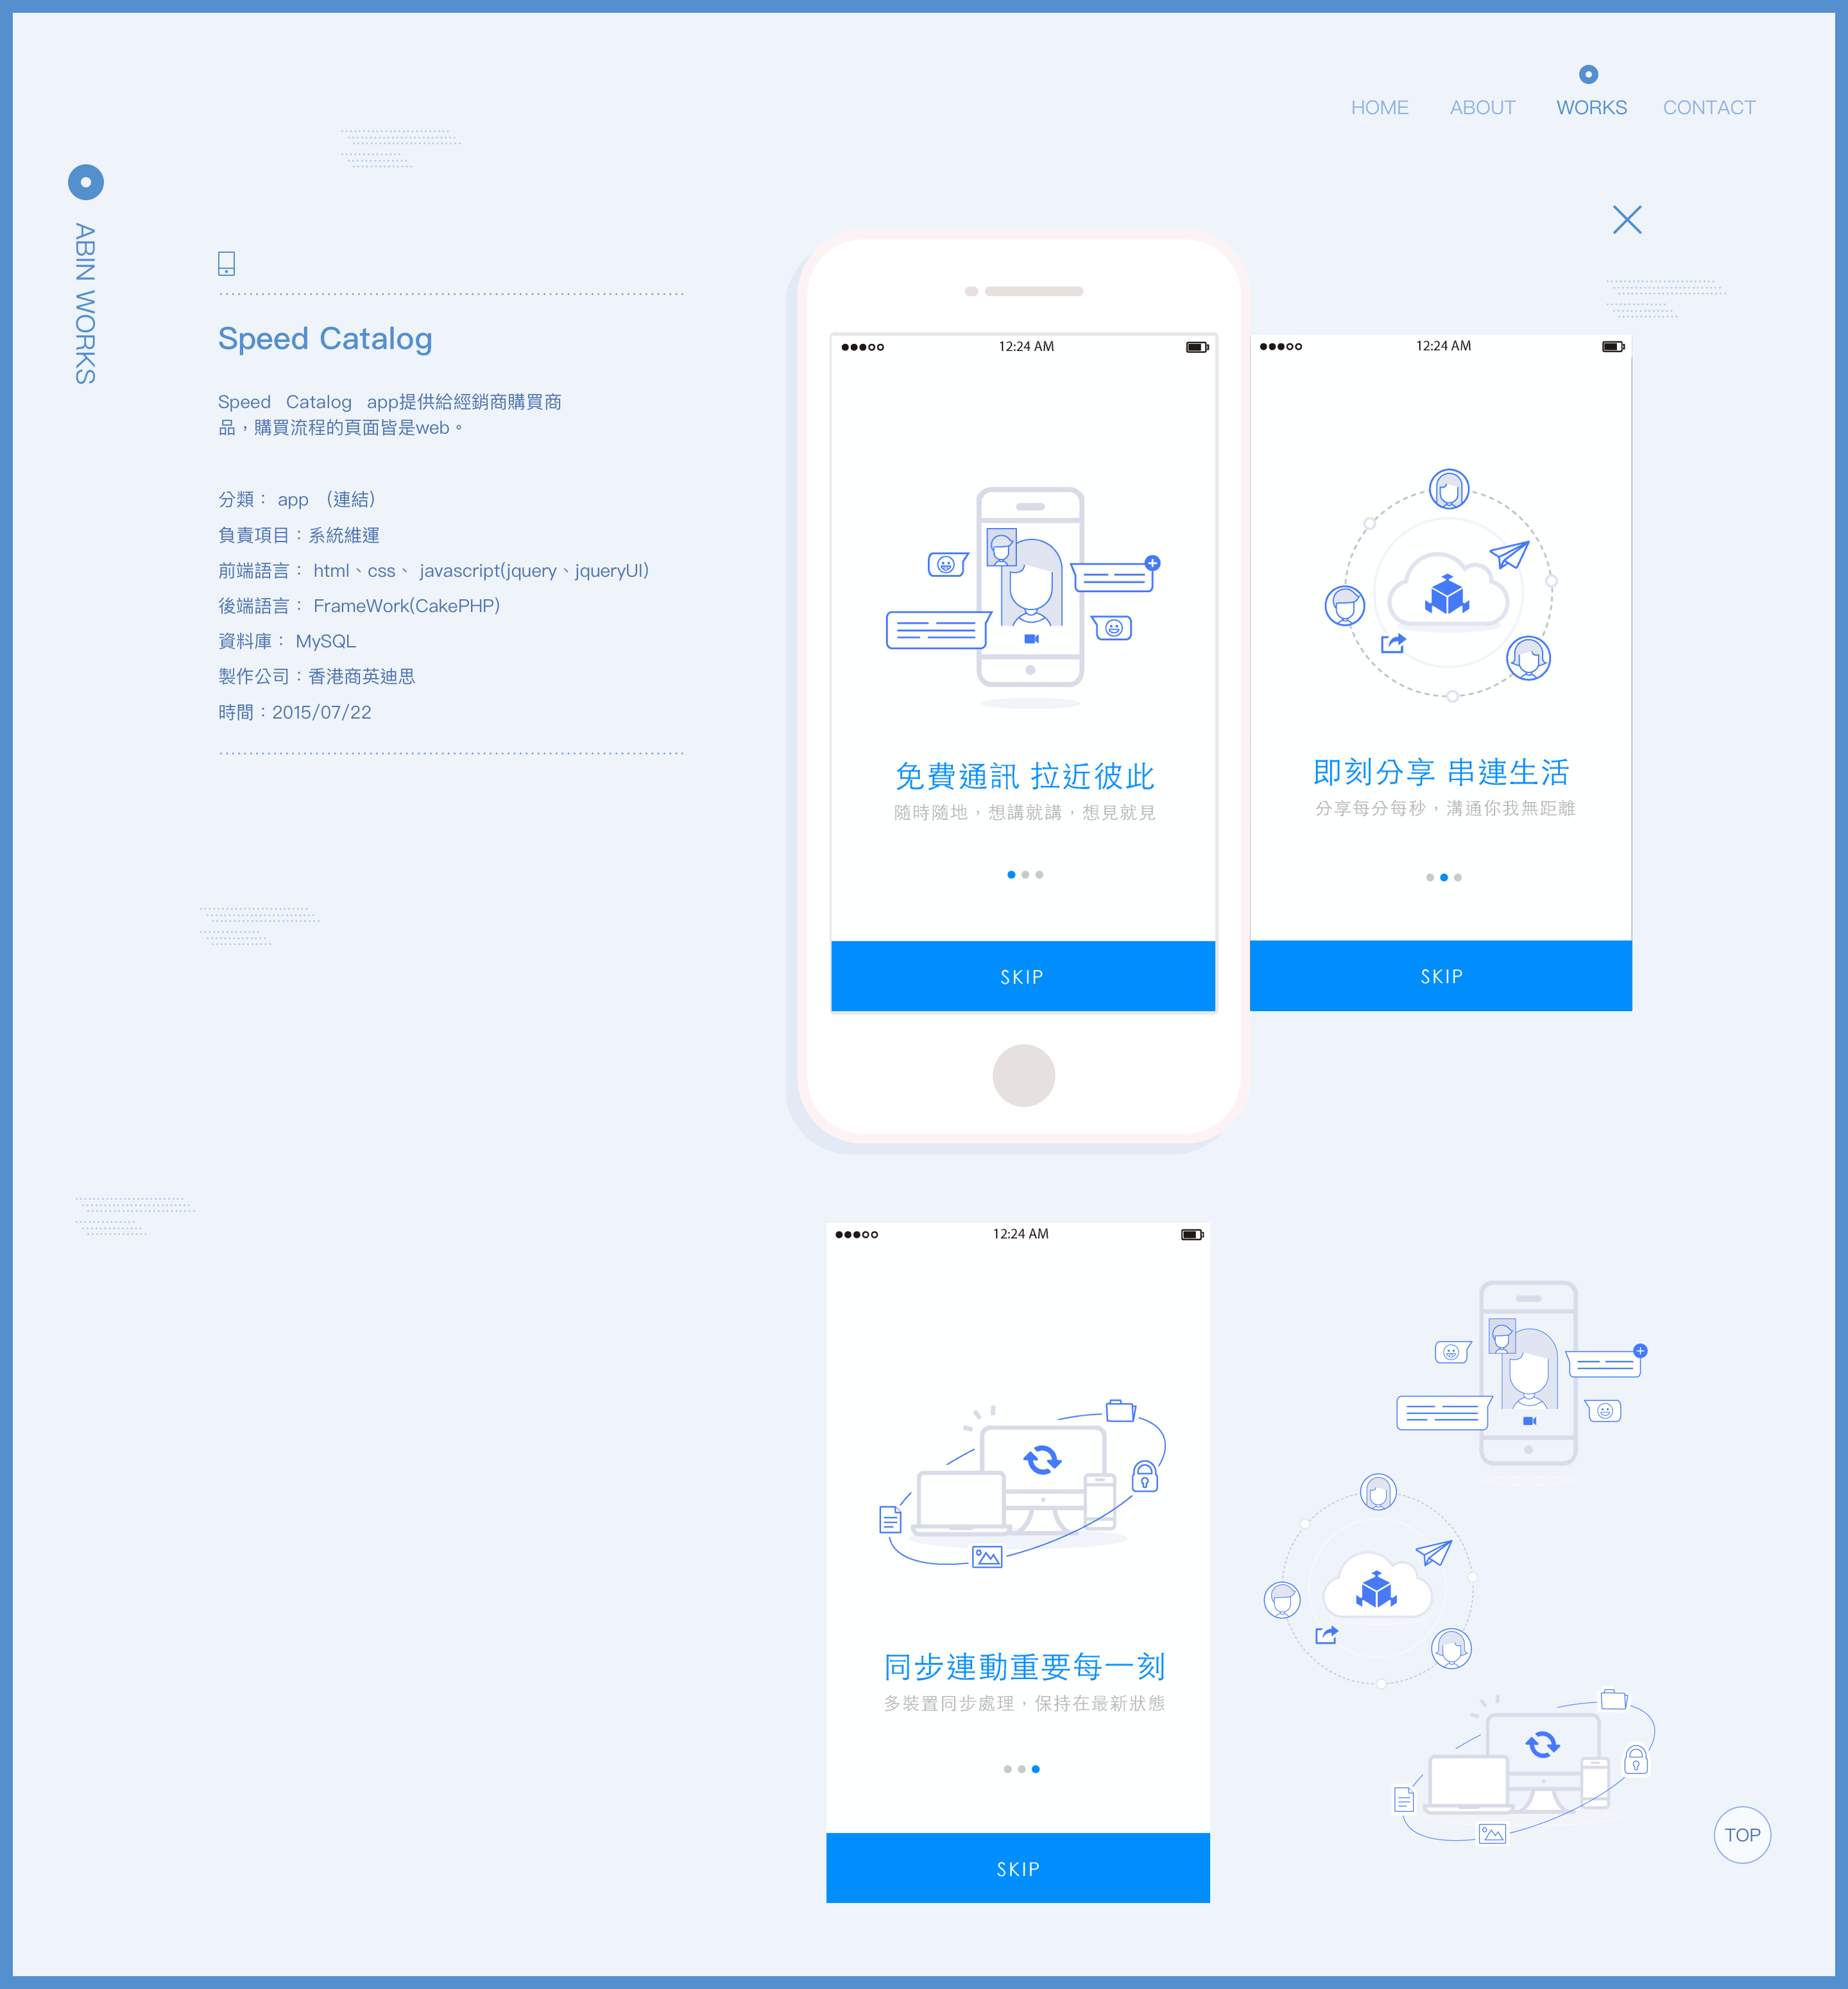 HOME ABOUT WORKS CONTACT
ABIN WORKS
Speed Catalog
Speed Catalog app提供給經銷商購買商
品，購買流程的頁面皆是web。
分類： app （連結）
負責項目：系統維運
前端語言： html、css、 javascript(jquery、jqueryUI)
後端語言： FrameWork(CakePHP)
資料庫： MySQL
製作公司：香港商英迪思
時間：2015/07/22
12:24 AM
免費通訊 拉近彼此
隨時隨地，想講就講，想見就見
SKIP
12:24 AM
即刻分享 串連生活
分享每分每秒，溝通你我無距離
SKIP
12:24 AM
同步連動重要每一刻
多裝置同步處理，保持在最新狀態
SKIP
TOP